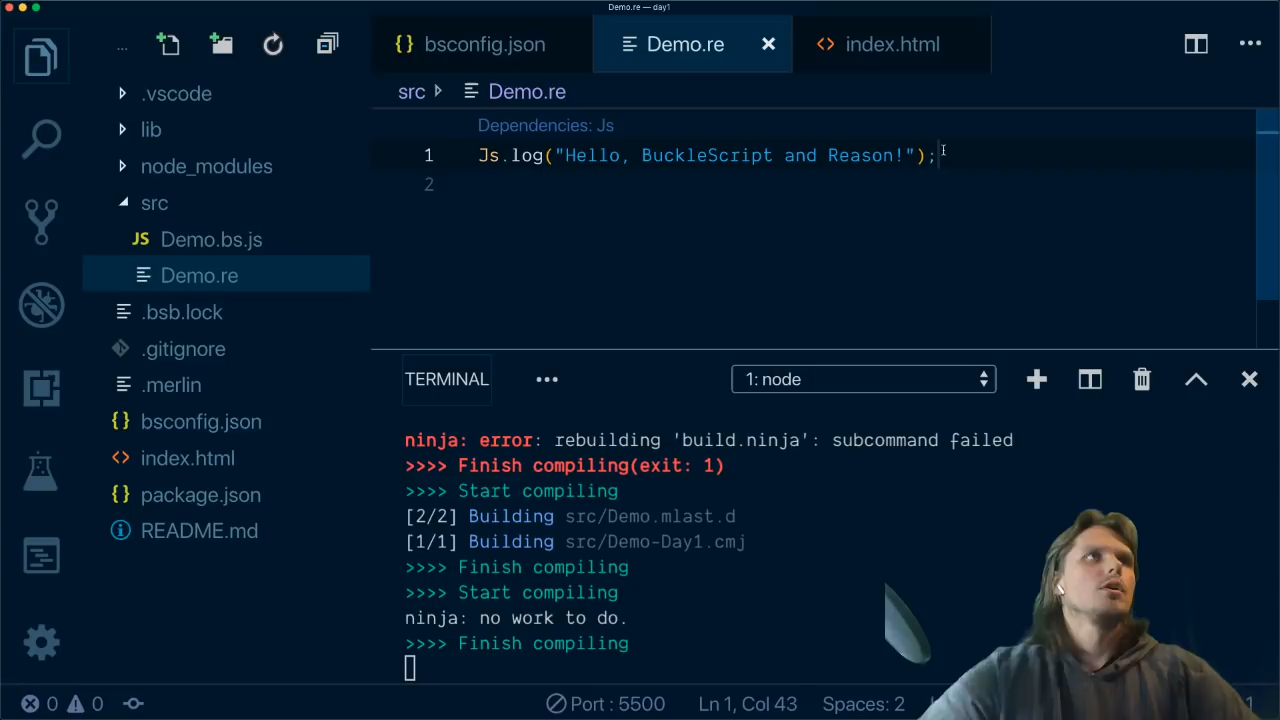 Demo.re — day1
...
bsconfig.json
Demo.re
index.html
src
Demo.re
.vscode
lib
node_modules
src
JS Demo.bs.js
Demo.re
.bsb.lock
.gitignore
.merlin
{} bsconfig.json
<> index.html
{} package.json
README.md
Dependencies: Js
1 Js.log("Hello, BuckleScript and Reason!");
2
TERMINAL
1: node
ninja: error: rebuilding 'build.ninja': subcommand failed
>>>> Finish compiling(exit: 1)
>>>> Start compiling
[2/2] Building src/Demo.mlast.d
[1/1] Building src/Demo-Day1.cmj
>>>> Finish compiling
>>>> Start compiling
ninja: no work to do.
>>>> Finish compiling
0 0 Port : 5500 Ln 1, Col 43 Spaces: 2